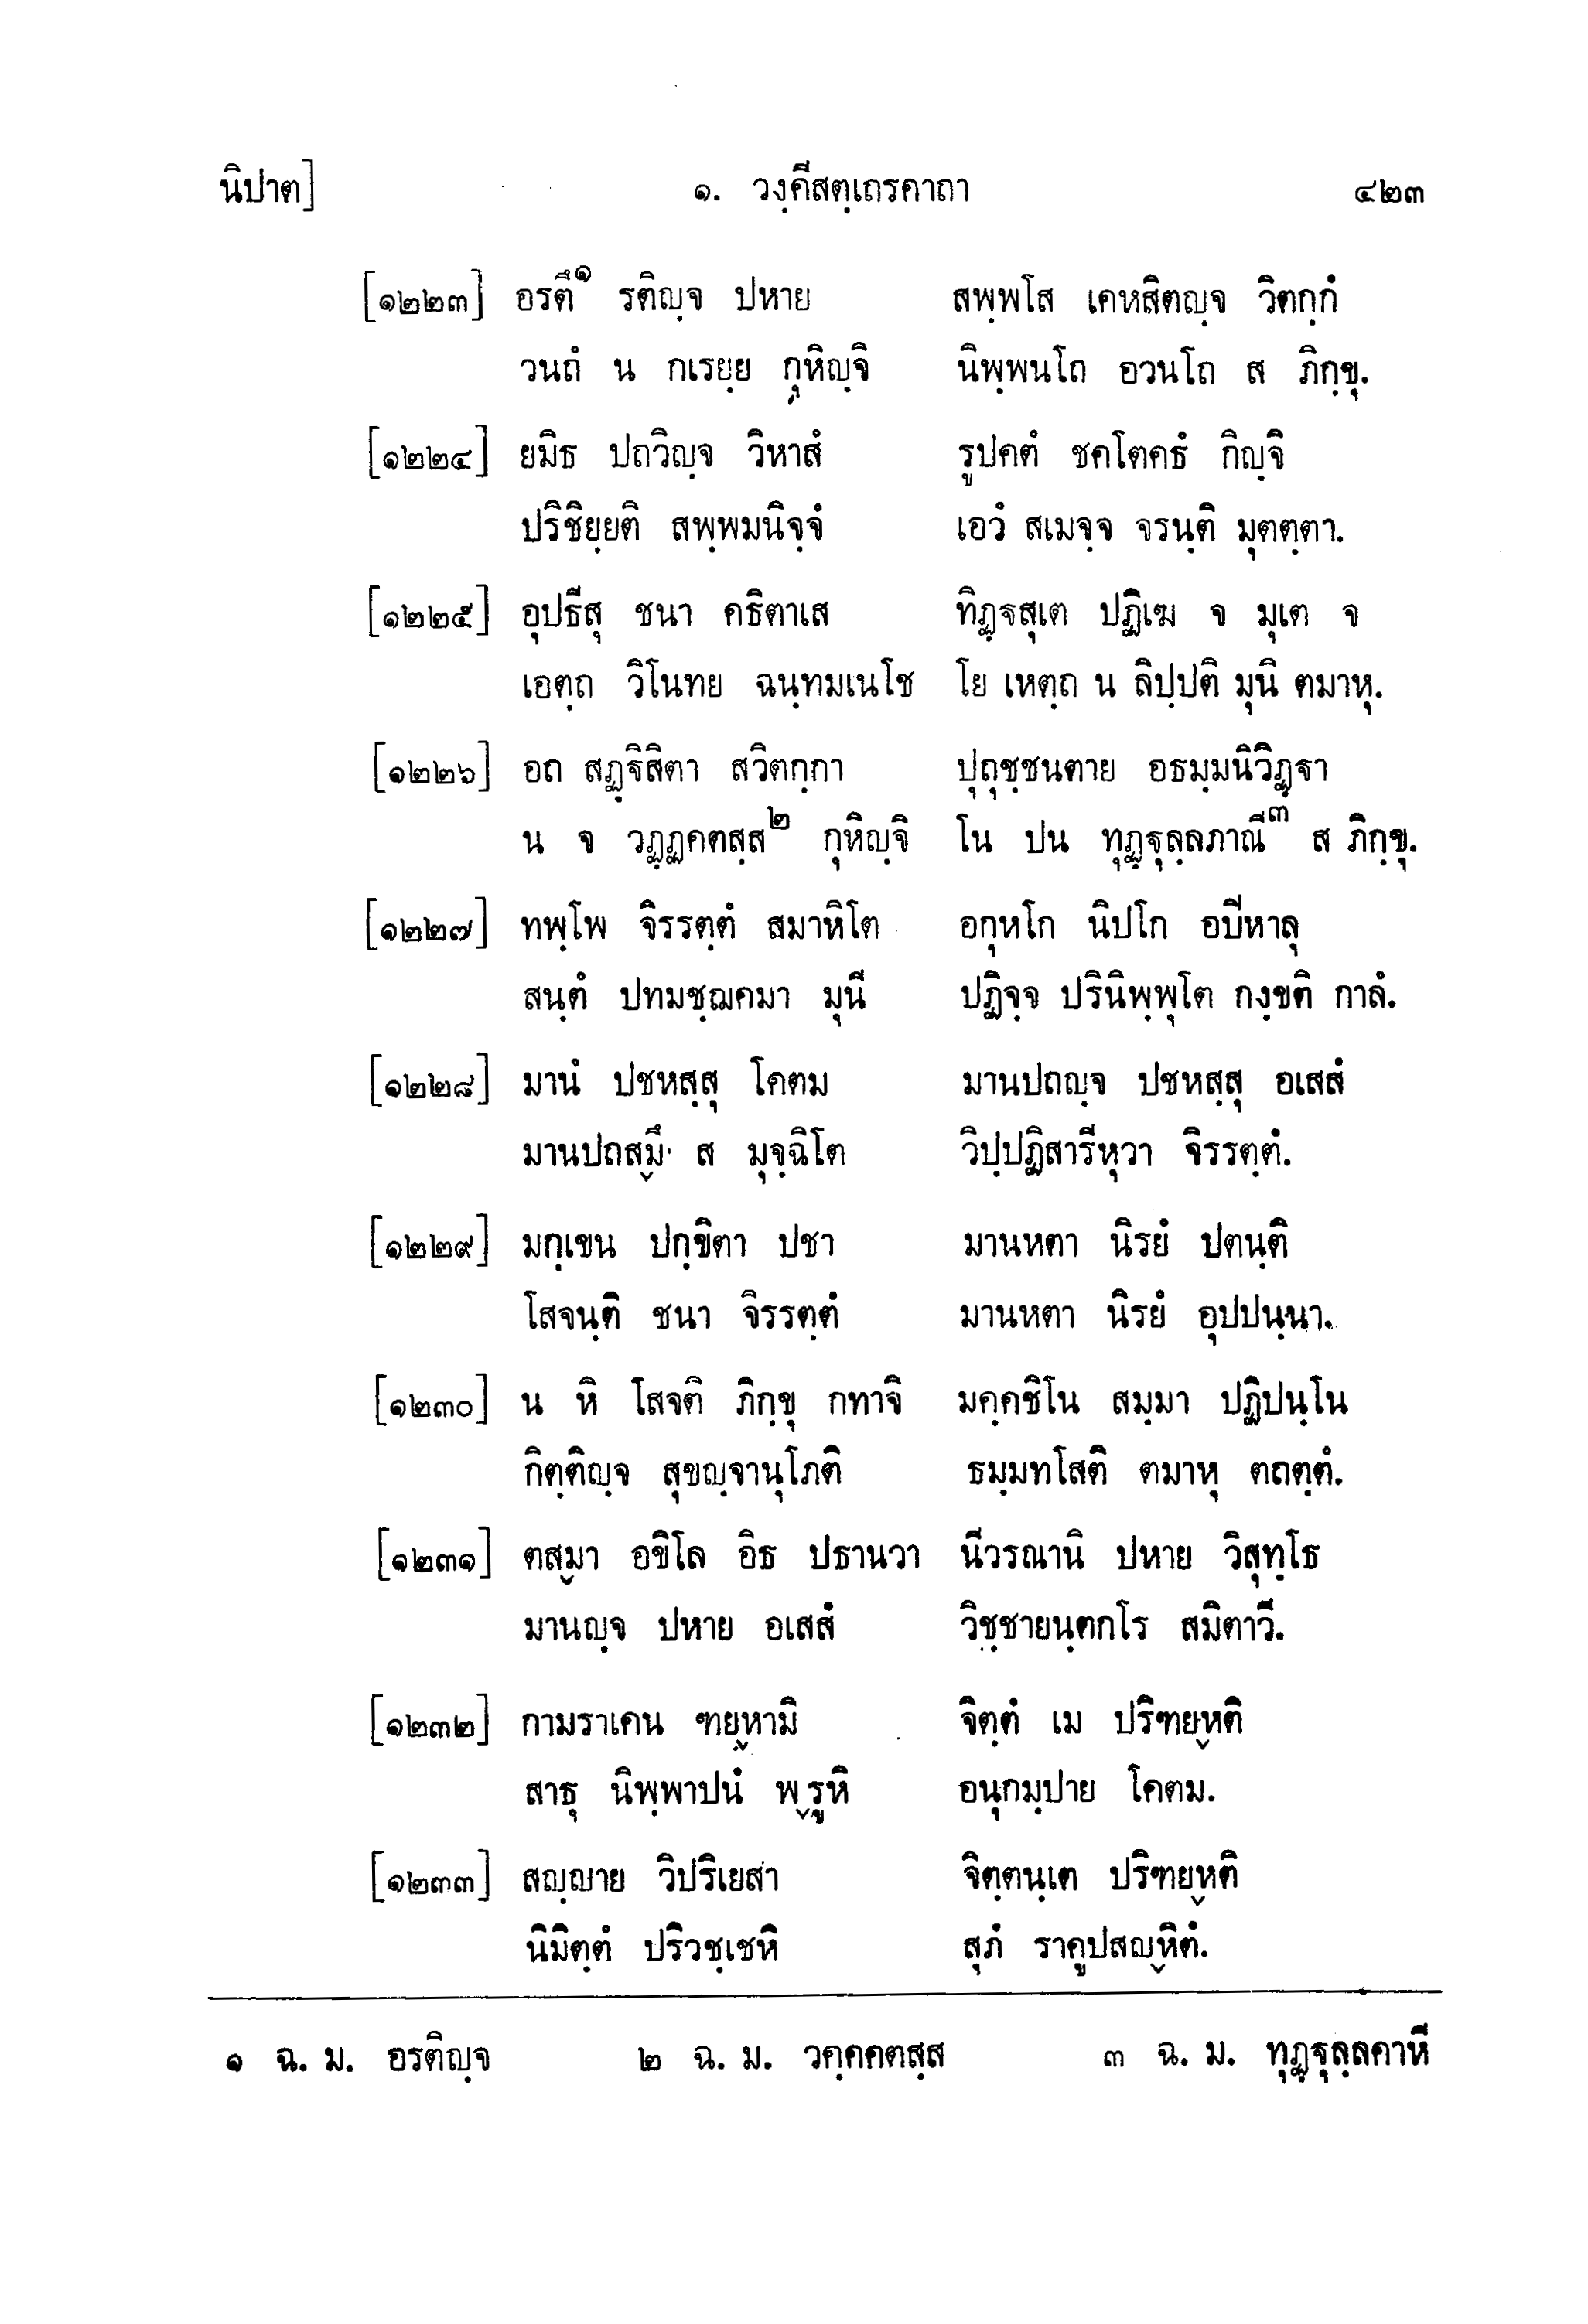 นิปาต] ๑. วงฺคีสตฺเถรคาถา ๔๒๓
[๑๒๒๓] อรตึ๑ รติญฺจ ปหาย สพฺพโส เคหสิตญฺจ วิตกฺกํ
วนถํ น กเรยฺย กุหิญฺจิ นิพฺพนโถ อวนโถ ส ภิกฺขุ.
[๑๒๒๔] ยมิธ ปถวิญฺจ วิหาสํ รูปคตํ ชคโตคธํ กิญฺจิ
ปริชิยฺยติ สพฺพมนิจฺจํ เอวํ สเมจฺจ จรนฺติ มุตตฺตา.
[๑๒๒๕] อุปธีสุ ชนา คธิตาเส ทิฏฺฐสุเต ปฏิเฆ จ มุเต จ
เอตฺถ วิโนทย ฉนฺทมเนโช โย เหตฺถ น ลิปฺปติ มุนิ ตมาหุ.
[๑๒๒๖] อถ สฏฺฐิสิตา สวิตกฺกา ปุถุชฺชนตาย อธมฺมนิวิฏฺฐา
น จ วฏฺฏคตสฺส๒ กุหิญฺจิ โน ปน ทุฏฺฐุลฺลภาณี๓ ส ภิกฺขุ.
[๑๒๒๗] ทพฺโพ จิรรตฺตํ สมาหิโต อกุหโก นิปโก อปีหาลุ
สนฺตํ ปทมชฺฌคมา มุนี ปฏิจฺจ ปรินิพฺพุโต กงฺขติ กาลํ.
[๑๒๒๘] มานํ ปชหสฺสุ โคตม มานปถญฺจ ปชหสฺสุ อเสสํ
มานปถสฺมึ ส มุจฺฉิโต วิปฺปฏิสารีหุวา จิรรตฺตํ.
[๑๒๒๙] มกฺเขน ปกฺขิตา ปชา มานหตา นิรยํ ปตนฺติ
โสจนฺติ ชนา จิรรตฺตํ มานหตา นิรยํ อุปปนฺนา.
[๑๒๓๐] น หิ โสจติ ภิกฺขุ กทาจิ มคฺคชิโน สมฺมา ปฏิปนฺโน
กิตฺติญฺจ สุขญฺจานุโภติ ธมฺมทโสติ ตมาหุ ตถตฺตํ.
[๑๒๓๑] ตสฺมา อขิโล อิธ ปธานวา นีวรณานิ ปหาย วิสุทฺโธ
มานญฺจ ปหาย อเสสํ วิชฺชายนฺตกโร สมิตาวี.
[๑๒๓๒] กามราเคน ฑยฺหามิ จิตฺตํ เม ปริฑยฺหติ
สาธุ นิพฺพาปนํ พฺรูหิ อนุกมฺปาย โคตม.
[๑๒๓๓] สญฺญาย วิปริเยสา จิตฺตนฺเต ปริฑยฺหติ
นิมิตฺตํ ปริวชฺเชหิ สุภํ ราคูปสญฺหิตํ.
๑ ฉ. ม. อรติญฺจ ๒ ฉ. ม. วคฺคคตสฺส ๓ ฉ. ม. ทุฏฺฐุลฺลคาหี